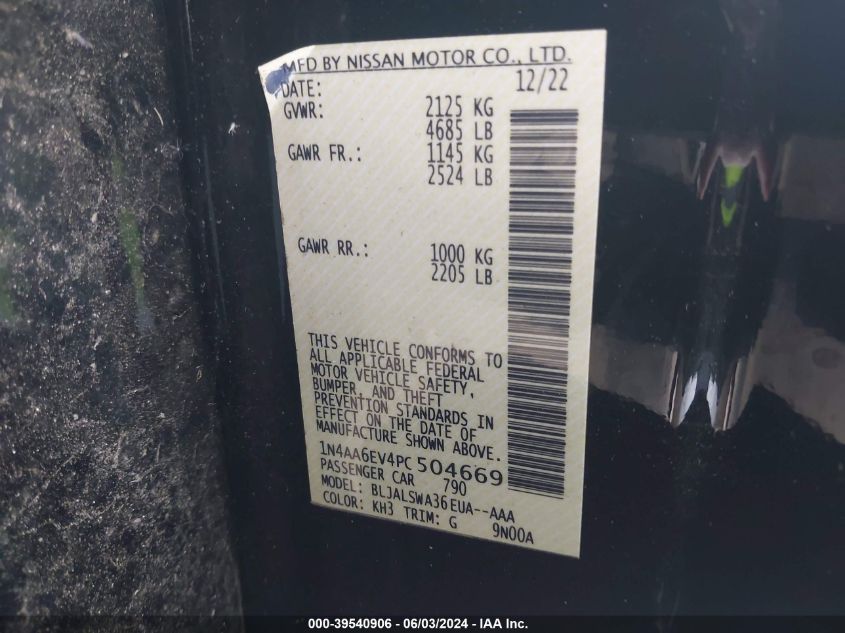 MFD BY NISSAN MOTOR CO., LTD.
DATE: 12/22
GVWR: 2125 KG
4685 LB
GAWR FR.: 1145 KG
2524 LB
GAWR RR.: 1000 KG
2205 LB
THIS VEHICLE CONFORMS TO
ALL APPLICABLE FEDERAL
MOTOR VEHICLE SAFETY,
BUMPER, AND THEFT
PREVENTION STANDARDS IN
EFFECT ON THE DATE OF
MANUFACTURE SHOWN ABOVE.
1N4AA6EV4PC504669
PASSENGER CAR 790
MODEL: BLJALSWA36EUA--AAA
COLOR: KH3 TRIM: G 9N00A
000-39540906 - 06/03/2024 - IAA Inc.